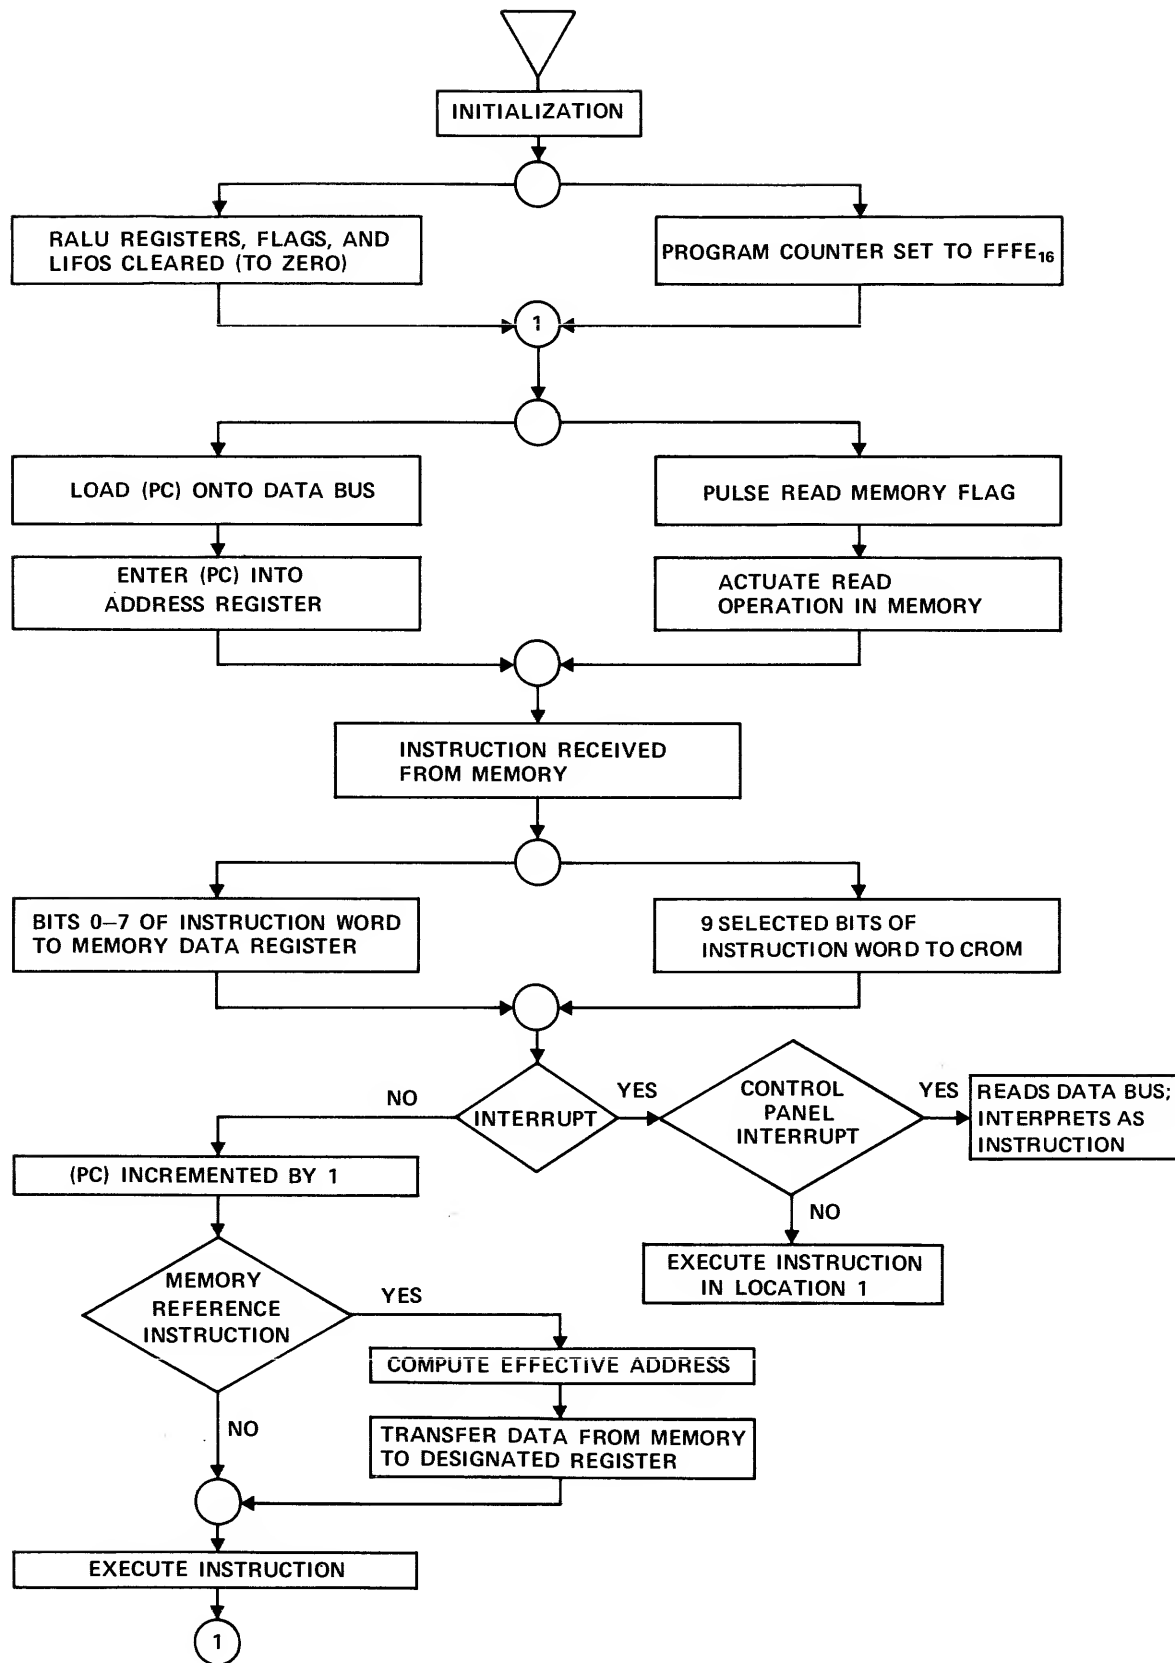 INITIALIZATION
RALU REGISTERS, FLAGS, AND
LIFOS CLEARED (TO ZERO)
PROGRAM COUNTER SET TO FFFE₁₆
1
LOAD (PC) ONTO DATA BUS
PULSE READ MEMORY FLAG
ENTER (PC) INTO
ADDRESS REGISTER
ACTUATE READ
OPERATION IN MEMORY
INSTRUCTION RECEIVED
FROM MEMORY
BITS 0–7 OF INSTRUCTION WORD
TO MEMORY DATA REGISTER
9 SELECTED BITS OF
INSTRUCTION WORD TO CROM
INTERRUPT
NO
YES
CONTROL
PANEL
INTERRUPT
YES
READS DATA BUS;
INTERPRETS AS
INSTRUCTION
NO
EXECUTE INSTRUCTION
IN LOCATION 1
(PC) INCREMENTED BY 1
MEMORY
REFERENCE
INSTRUCTION
YES
COMPUTE EFFECTIVE ADDRESS
TRANSFER DATA FROM MEMORY
TO DESIGNATED REGISTER
NO
EXECUTE INSTRUCTION
1